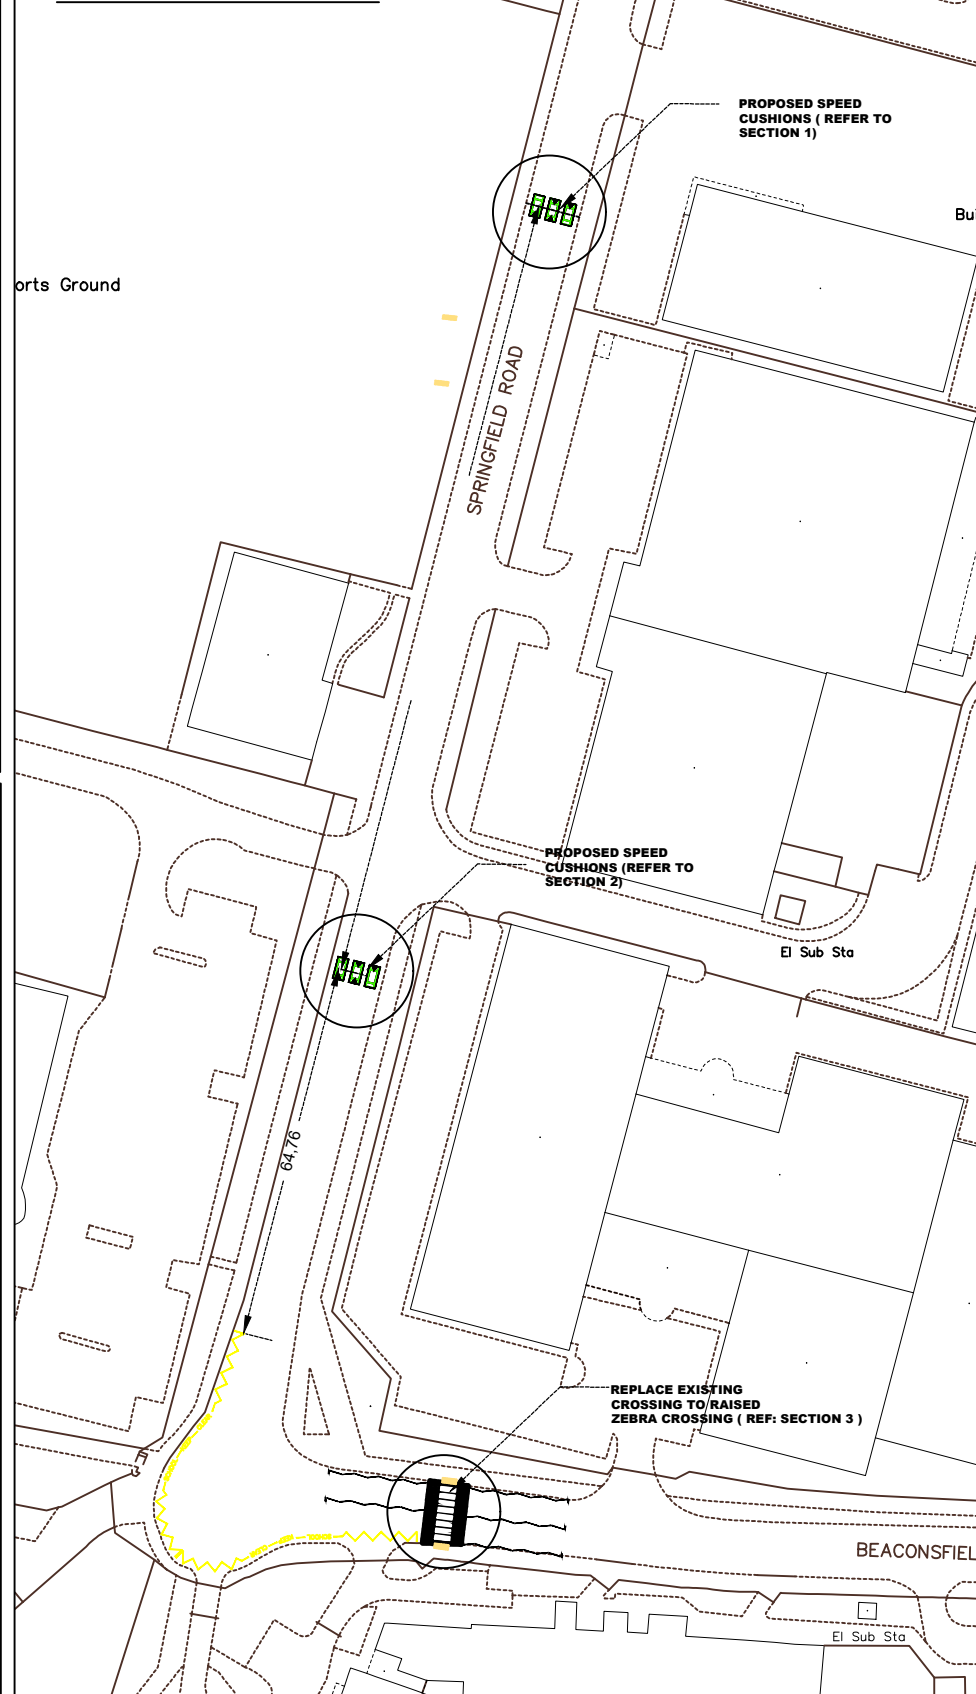 PROPOSED SPEED
CUSHIONS ( REFER TO
SECTION 1)
Bui
orts Ground
SPRINGFIELD ROAD
PROPOSED SPEED
CUSHIONS (REFER TO
SECTION 2)
El Sub Sta
64,76
REPLACE EXISTING
CROSSING TO RAISED
ZEBRA CROSSING ( REF: SECTION 3 )
BEACONSFIEL
El Sub Sta